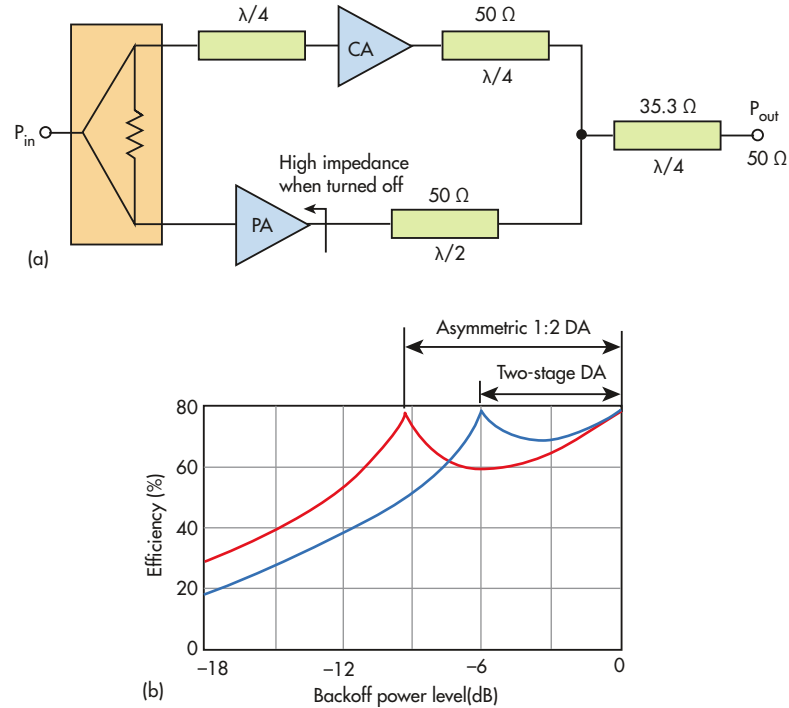 λ/4
CA
50 Ω
λ/4
35.3 Ω
λ/4
P_out
50 Ω
P_in
High impedance
when turned off
PA
50 Ω
λ/2
(a)
Asymmetric 1:2 DA
Two-stage DA
80
60
40
20
0
Efficiency (%)
–18
–12
–6
0
Backoff power level(dB)
(b)